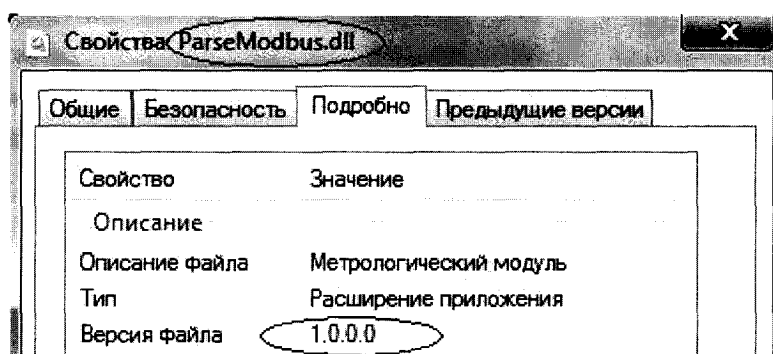 Свойства: ParseModbus.dll
Общие Безопасность Подробно Предыдущие версии
Свойство Значение
Описание
Описание файла Метрологический модуль
Тип Расширение приложения
Версия файла 1.0.0.0